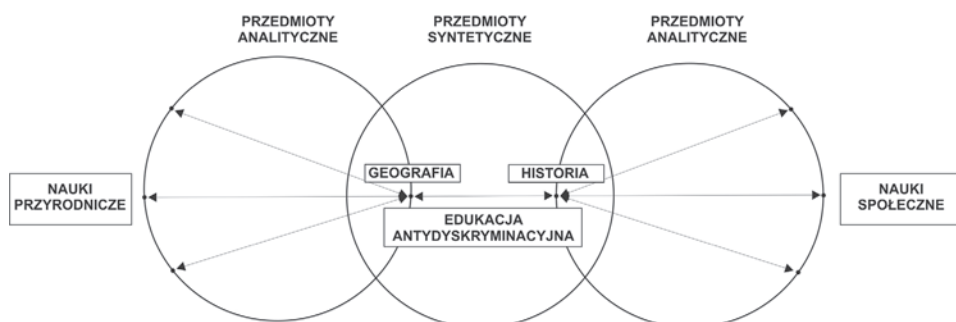 PRZEDMIOTY
ANALITYCZNE
PRZEDMIOTY
SYNTETYCZNE
PRZEDMIOTY
ANALITYCZNE
GEOGRAFIA
HISTORIA
NAUKI
PRZYRODNICZE
EDUKACJA
ANTYDYSKRYMINACYJNA
NAUKI
SPOŁECZNE